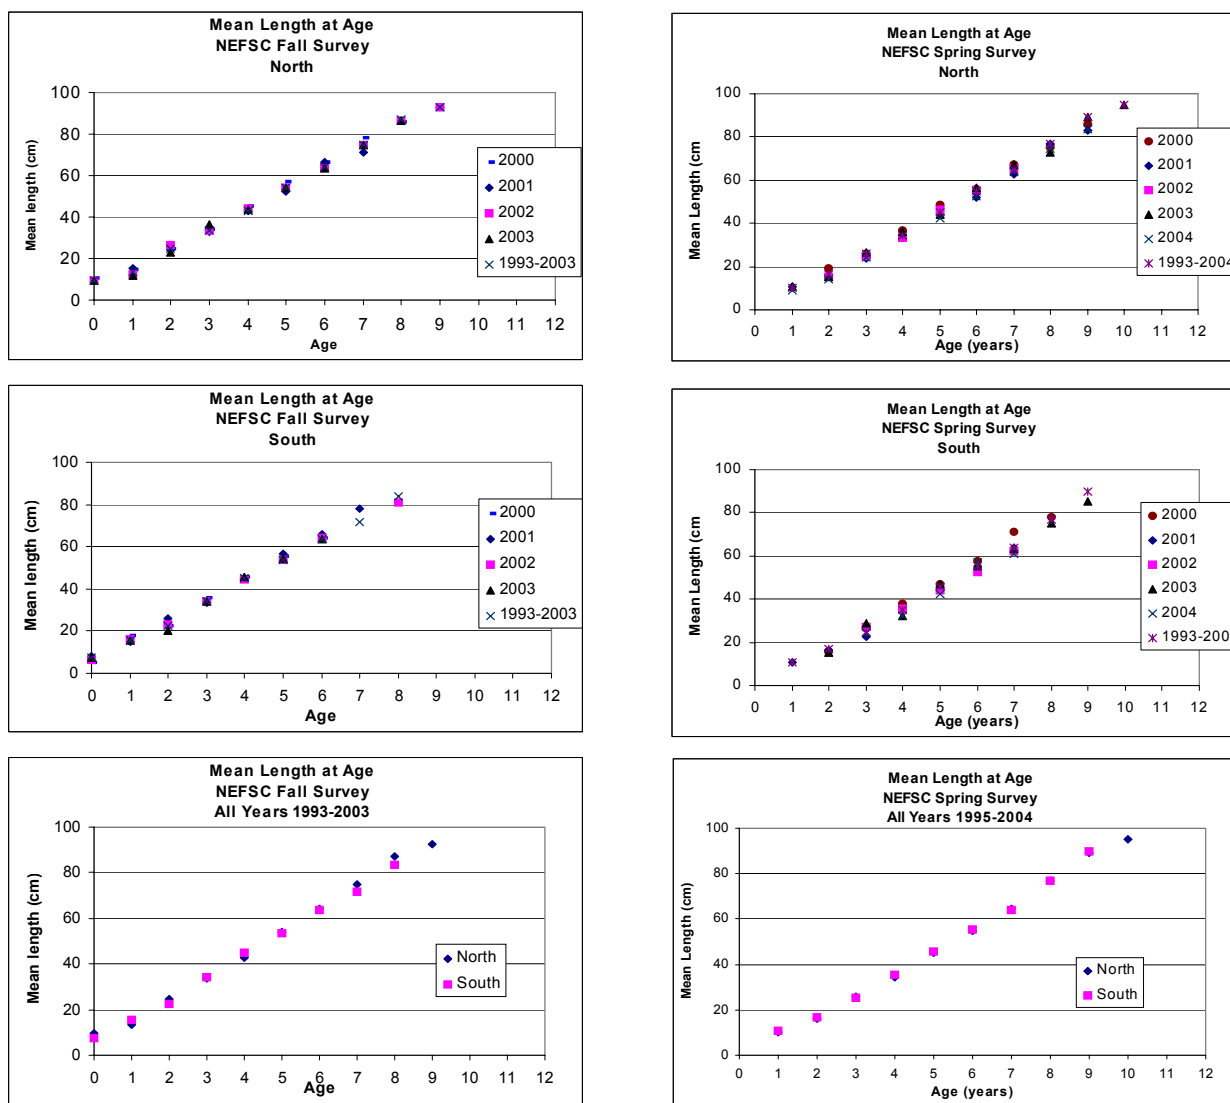 Mean Length at Age
NEFSC Fall Survey
North
Mean length (cm)
100
80
60
40
20
0
0 1 2 3 4 5 6 7 8 9 10 11 12
Age
2000
2001
2002
2003
1993-2003
Mean Length at Age
NEFSC Spring Survey
North
Mean Length (cm
100
80
60
40
20
0
0 1 2 3 4 5 6 7 8 9 10 11 12
Age (years)
2000
2001
2002
2003
2004
1993-2004
Mean Length at Age
NEFSC Fall Survey
South
Mean length (cm)
100
80
60
40
20
0
0 1 2 3 4 5 6 7 8 9 10 11 12
Age
2000
2001
2002
2003
1993-2003
Mean Length at Age
NEFSC Spring Survey
South
Mean Length (cm)
100
80
60
40
20
0
0 1 2 3 4 5 6 7 8 9 10 11 12
Age (years)
2000
2001
2002
2003
2004
1993-200
Mean Length at Age
NEFSC Fall Survey
All Years 1993-2003
Mean length (cm)
100
80
60
40
20
0
0 1 2 3 4 5 6 7 8 9 10 11 12
Age
North
South
Mean Length at Age
NEFSC Spring Survey
All Years 1995-2004
Mean Length (cm)
100
80
60
40
20
0
0 1 2 3 4 5 6 7 8 9 10 11 12
Age (years)
North
South